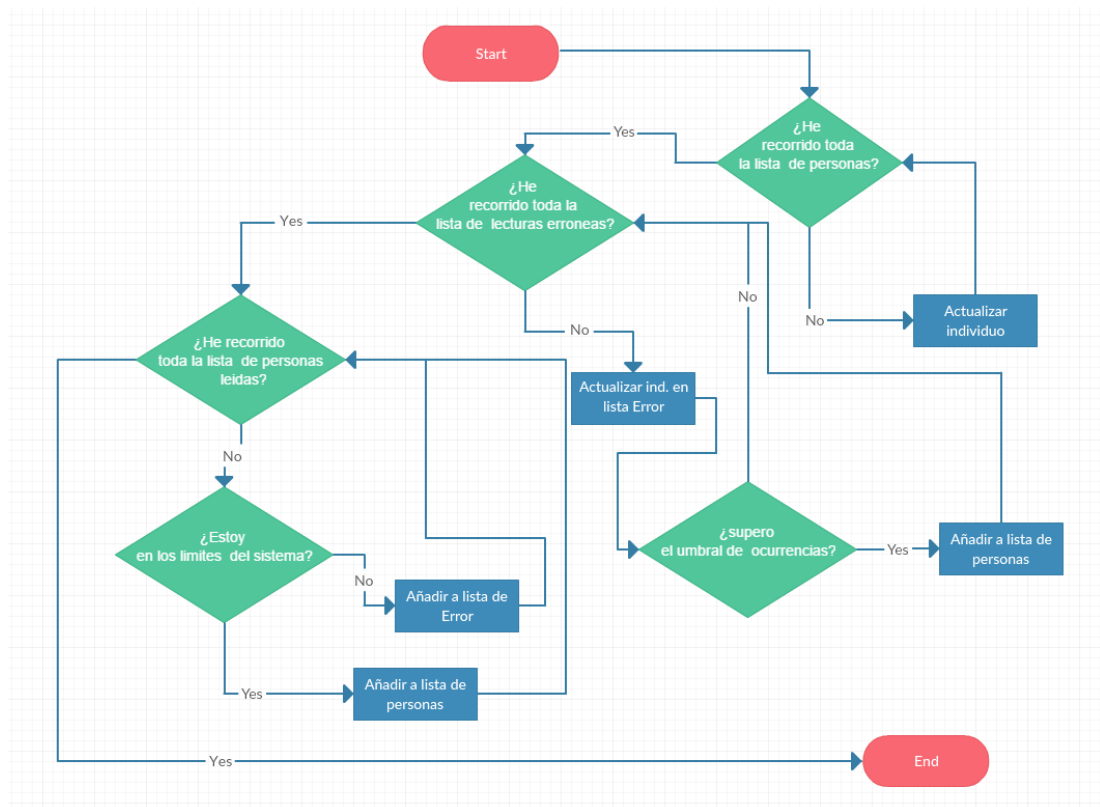 Start
¿He
recorrido toda
la lista de personas?
Yes
¿He
recorrido toda la
lista de lecturas erroneas?
Yes
No
Actualizar
individuo
No
No
¿He recorrido
toda la lista de personas
leidas?
Actualizar ind. en
lista Error
No
¿Estoy
en los limites del sistema?
No
¿supero
el umbral de ocurrencias?
Yes
Añadir a lista de
personas
Añadir a lista de
Error
Yes
Añadir a lista de
personas
Yes
End